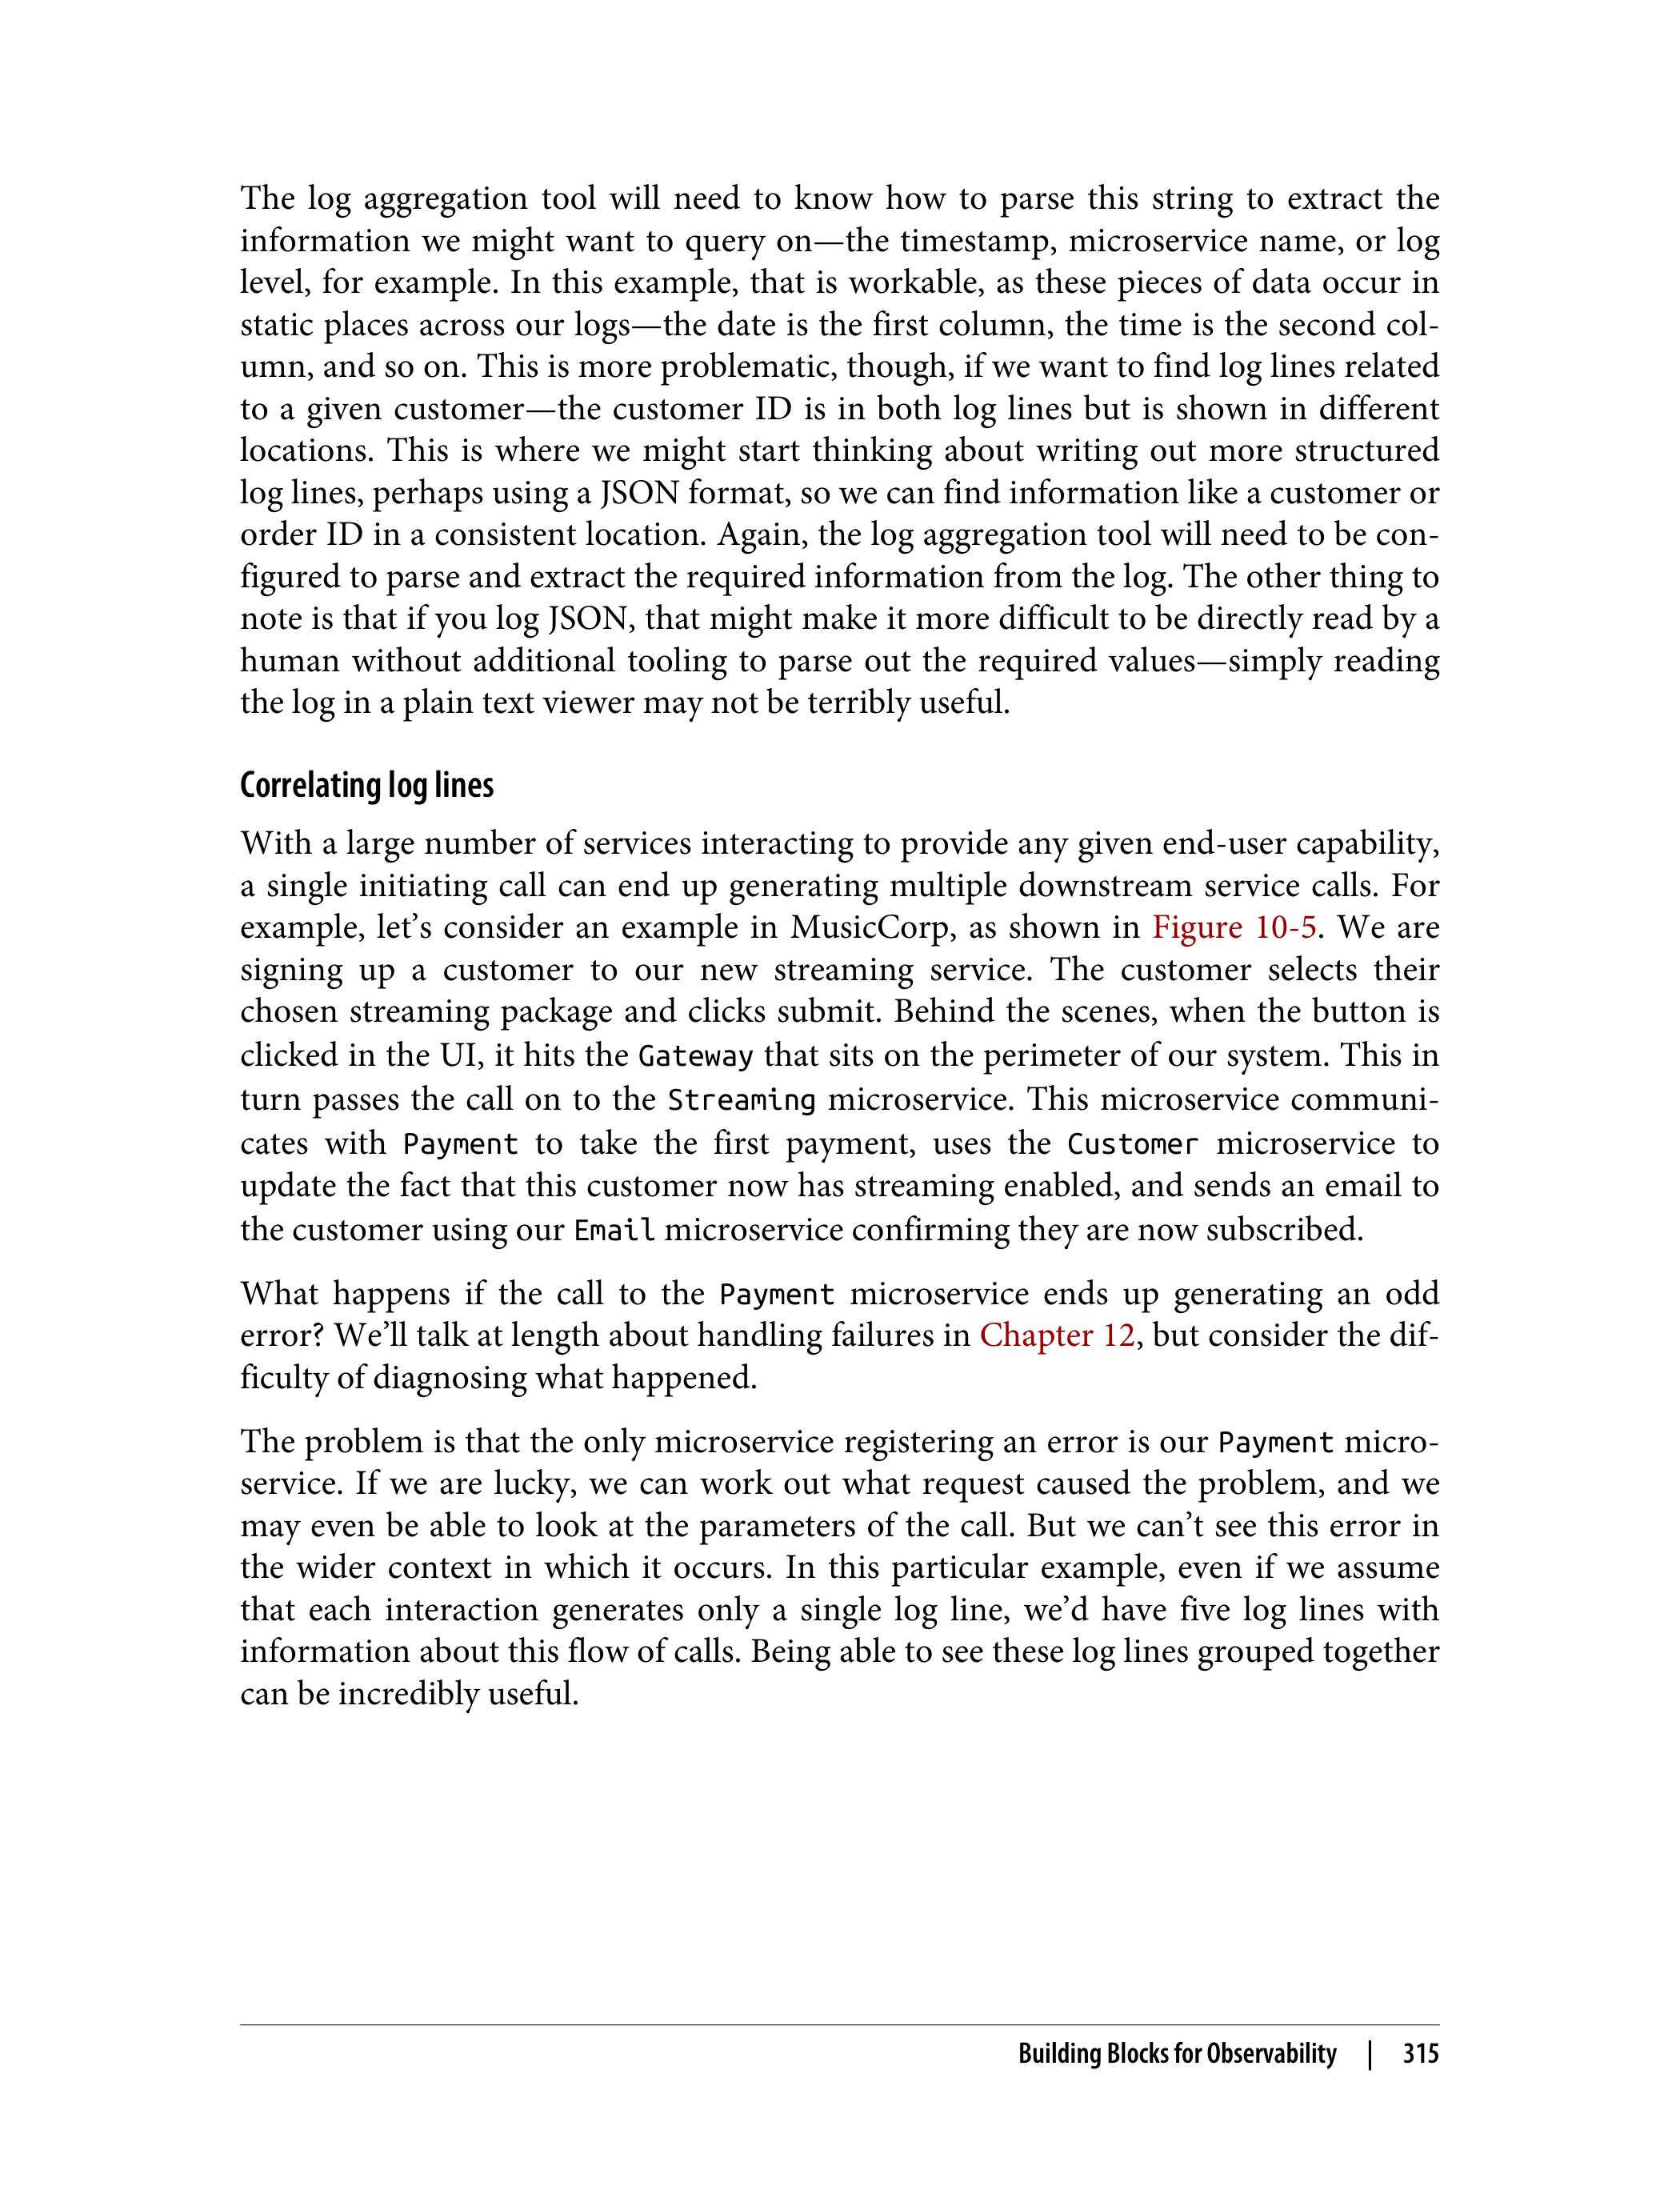 The log aggregation tool will need to know how to parse this string to extract the
information we might want to query on—the timestamp, microservice name, or log
level, for example. In this example, that is workable, as these pieces of data occur in
static places across our logs—the date is the first column, the time is the second col-
umn, and so on. This is more problematic, though, if we want to find log lines related
to a given customer—the customer ID is in both log lines but is shown in different
locations. This is where we might start thinking about writing out more structured
log lines, perhaps using a JSON format, so we can find information like a customer or
order ID in a consistent location. Again, the log aggregation tool will need to be con-
figured to parse and extract the required information from the log. The other thing to
note is that if you log JSON, that might make it more difficult to be directly read by a
human without additional tooling to parse out the required values—simply reading
the log in a plain text viewer may not be terribly useful.
Correlating log lines
With a large number of services interacting to provide any given end-user capability,
a single initiating call can end up generating multiple downstream service calls. For
example, let’s consider an example in MusicCorp, as shown in Figure 10-5. We are
signing up a customer to our new streaming service. The customer selects their
chosen streaming package and clicks submit. Behind the scenes, when the button is
clicked in the UI, it hits the Gateway that sits on the perimeter of our system. This in
turn passes the call on to the Streaming microservice. This microservice communi-
cates with Payment to take the first payment, uses the Customer microservice to
update the fact that this customer now has streaming enabled, and sends an email to
the customer using our Email microservice confirming they are now subscribed.
What happens if the call to the Payment microservice ends up generating an odd
error? We’ll talk at length about handling failures in Chapter 12, but consider the dif-
ficulty of diagnosing what happened.
The problem is that the only microservice registering an error is our Payment micro-
service. If we are lucky, we can work out what request caused the problem, and we
may even be able to look at the parameters of the call. But we can’t see this error in
the wider context in which it occurs. In this particular example, even if we assume
that each interaction generates only a single log line, we’d have five log lines with
information about this flow of calls. Being able to see these log lines grouped together
can be incredibly useful.
Building Blocks for Observability | 315